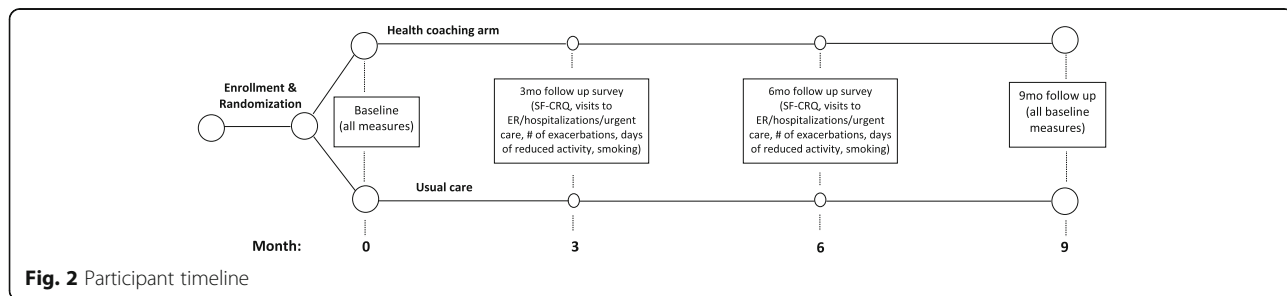 Health coaching arm
Enrollment &
Randomization
Baseline
(all measures)
3mo follow up survey
(SF-CRQ, visits to
ER/hospitalizations/urgent
care, # of exacerbations, days
of reduced activity, smoking)
6mo follow up survey
(SF-CRQ, visits to
ER/hospitalizations/urgent
care, # of exacerbations, days
of reduced activity, smoking)
9mo follow up
(all baseline
measures)
Usual care
Month: 0 3 6 9
Fig. 2 Participant timeline